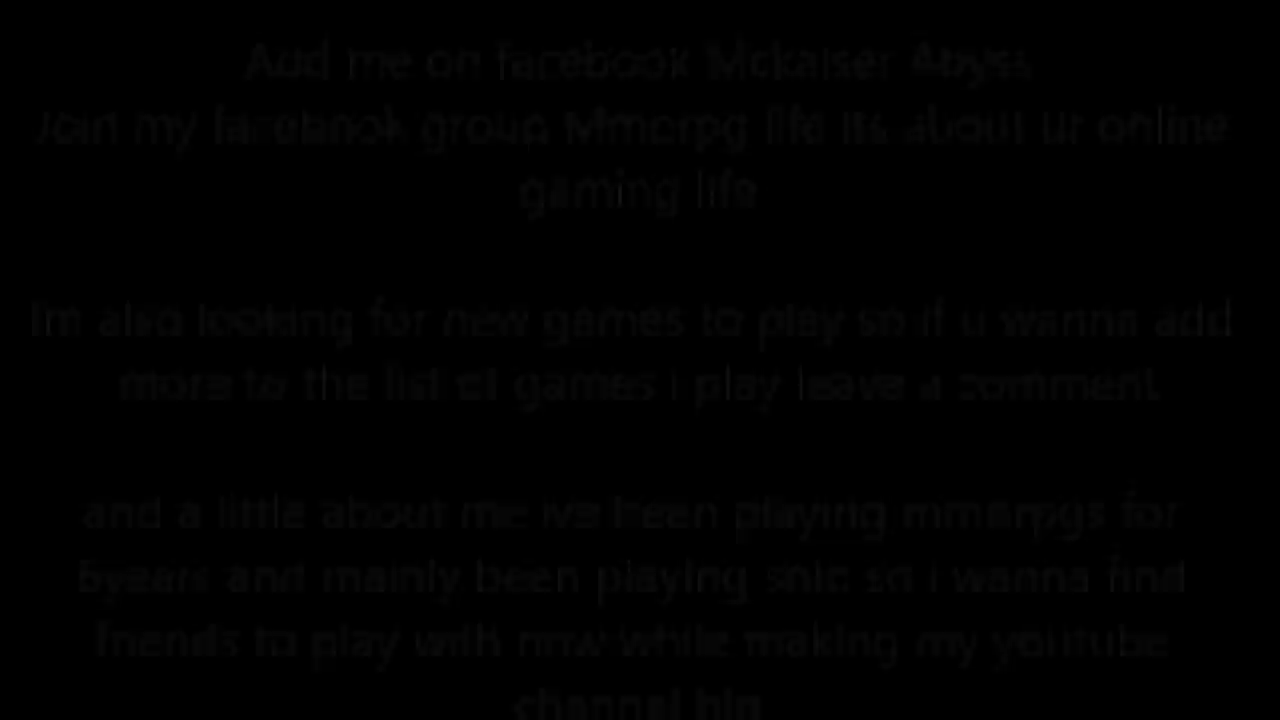 Add me on facebook Mckaiser Abyss
Join my facebook group Mmorpg life its about ur online
gaming life
I'm also looking for new games to play so if u wanna add
more to the list of games i play leave a comment
and a little about me ive been playing mmorpgs for
years and mainly been playing solo so i wanna find
friends to play with now while making my youtube
channel big